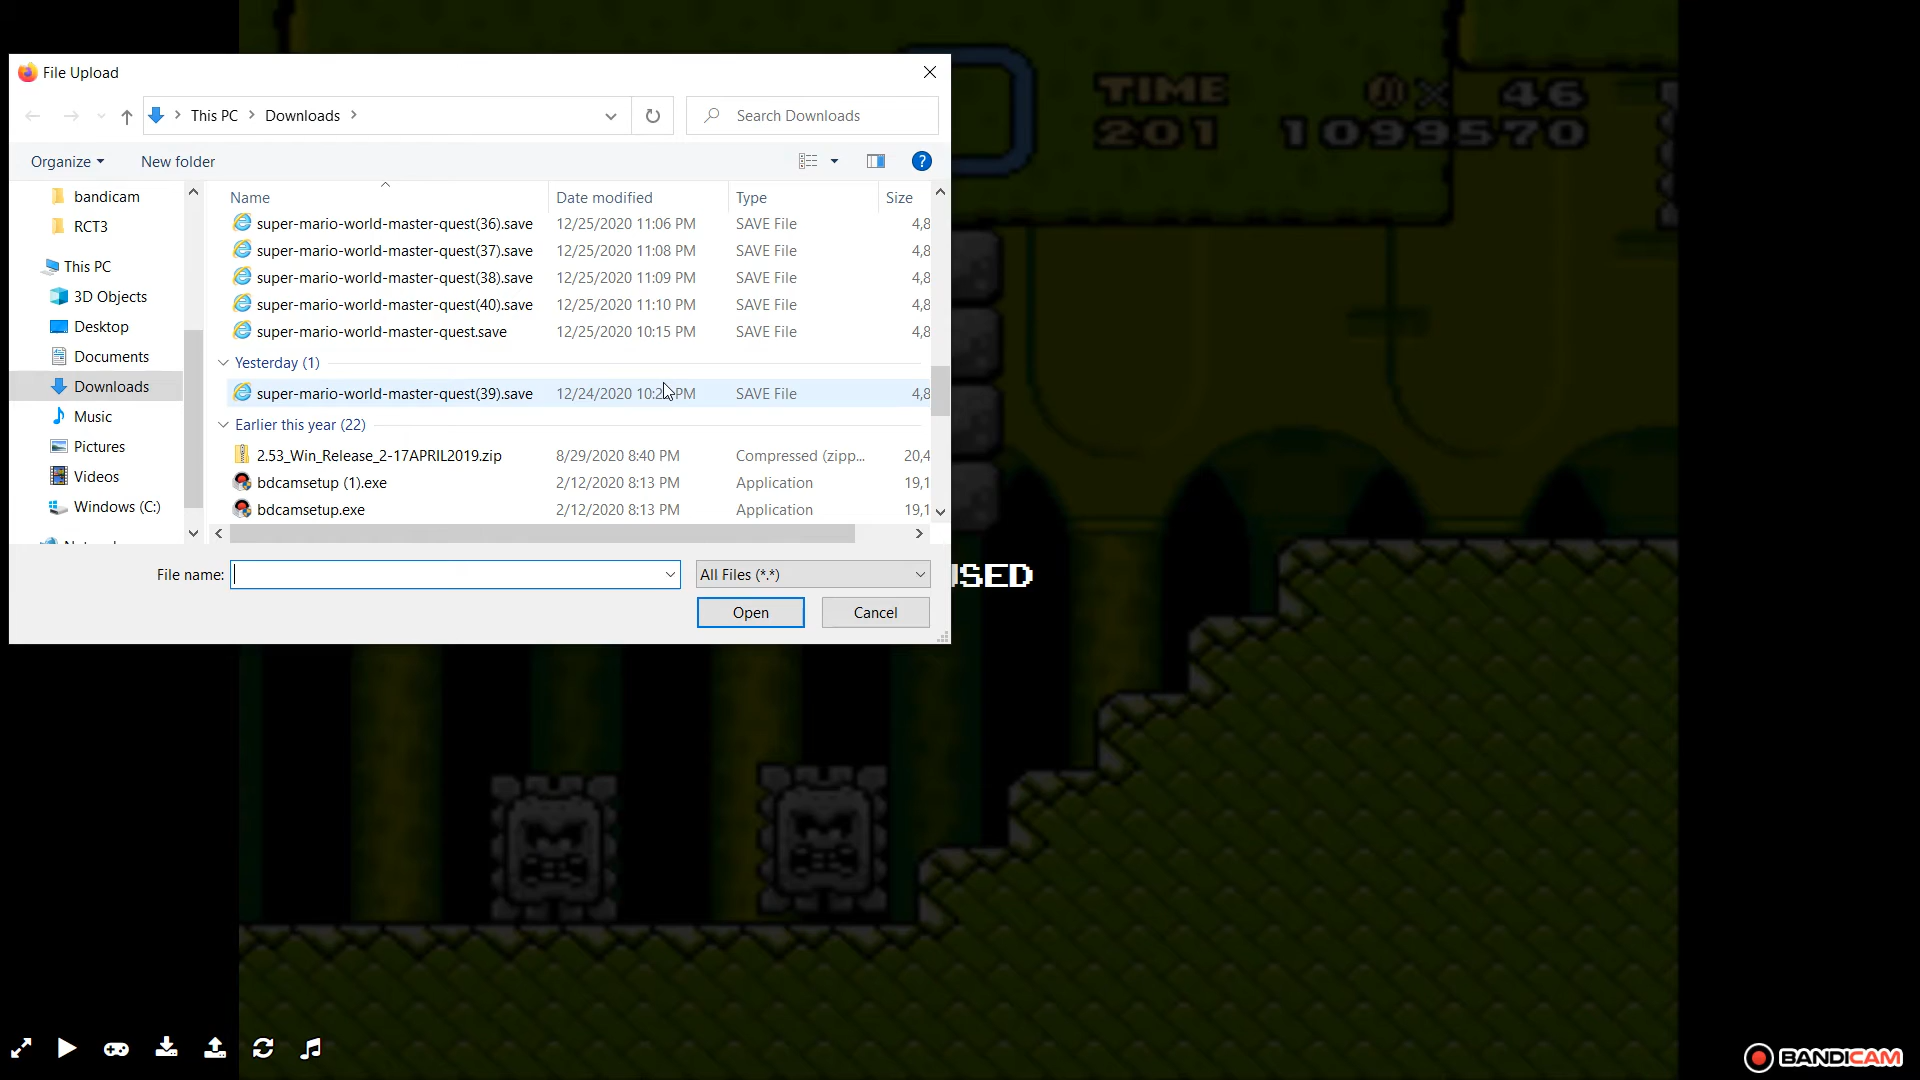 File Upload
This PC > Downloads >
Search Downloads
Organize
New folder
?
bandicam
RCT3
This PC
3D Objects
Desktop
Documents
Downloads
Music
Pictures
Videos
Windows (C:)
Name Date modified Type Size
super-mario-world-master-quest(36).save 12/25/2020 11:06 PM SAVE File 4,8
super-mario-world-master-quest(37).save 12/25/2020 11:08 PM SAVE File 4,8
super-mario-world-master-quest(38).save 12/25/2020 11:09 PM SAVE File 4,8
super-mario-world-master-quest(40).save 12/25/2020 11:10 PM SAVE File 4,8
super-mario-world-master-quest.save 12/25/2020 10:15 PM SAVE File 4,8
Yesterday (1)
super-mario-world-master-quest(39).save 12/24/2020 PM SAVE File 4,8
Earlier this year (22)
2.53_Win_Release_2-17APRIL2019.zip 8/29/2020 8:40 PM Compressed (zipp... 20,4
bdcamsetup (1).exe 2/12/2020 8:13 PM Application 19,1
bdcamsetup.exe 2/12/2020 8:13 PM Application 19,1
File name:
All Files (*.*)
Open
Cancel
TIME × 46
201 1099570
USED
BANDICAM